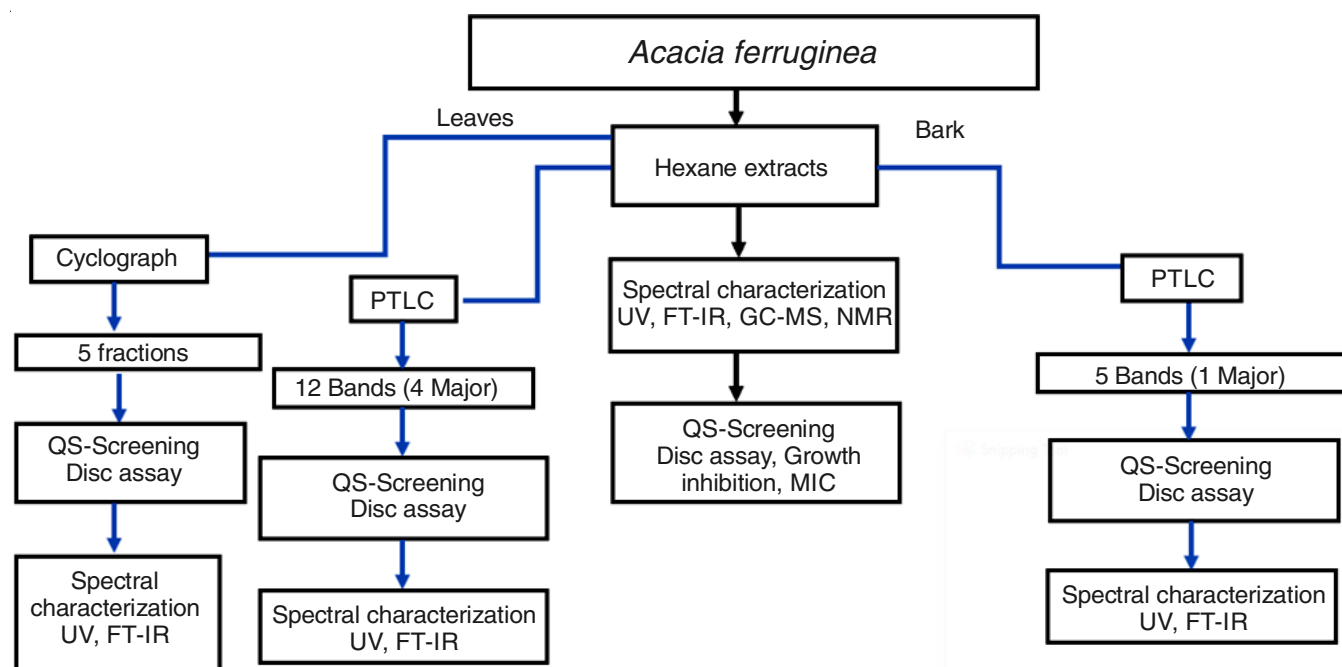 Acacia ferruginea
Leaves
Bark
Hexane extracts
Cyclograph
5 fractions
QS-Screening
Disc assay
Spectral
characterization
UV, FT-IR
PTLC
12 Bands (4 Major)
QS-Screening
Disc assay
Spectral characterization
UV, FT-IR
Spectral characterization
UV, FT-IR, GC-MS, NMR
QS-Screening
Disc assay, Growth
inhibition, MIC
PTLC
5 Bands (1 Major)
QS-Screening
Disc assay
Spectral characterization
UV, FT-IR